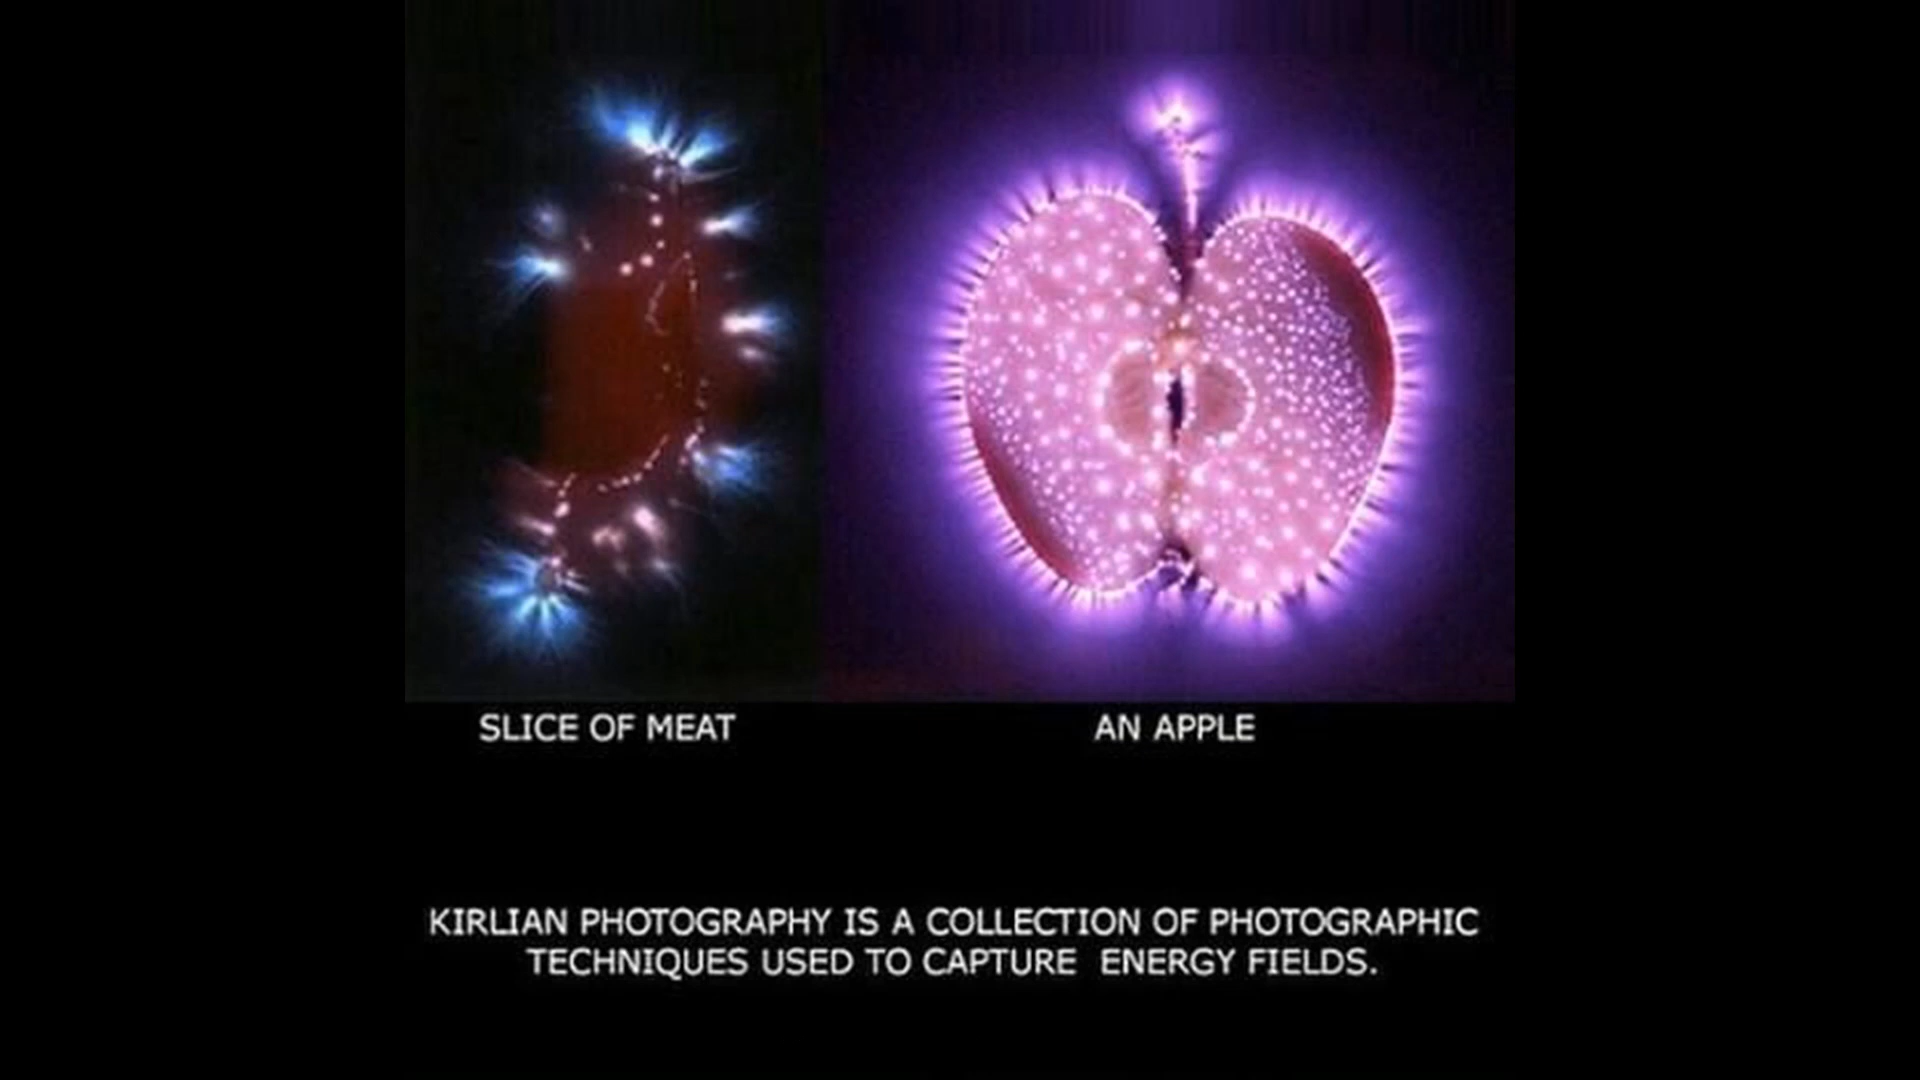 SLICE OF MEAT
AN APPLE
KIRLIAN PHOTOGRAPHY IS A COLLECTION OF PHOTOGRAPHIC
TECHNIQUES USED TO CAPTURE ENERGY FIELDS.